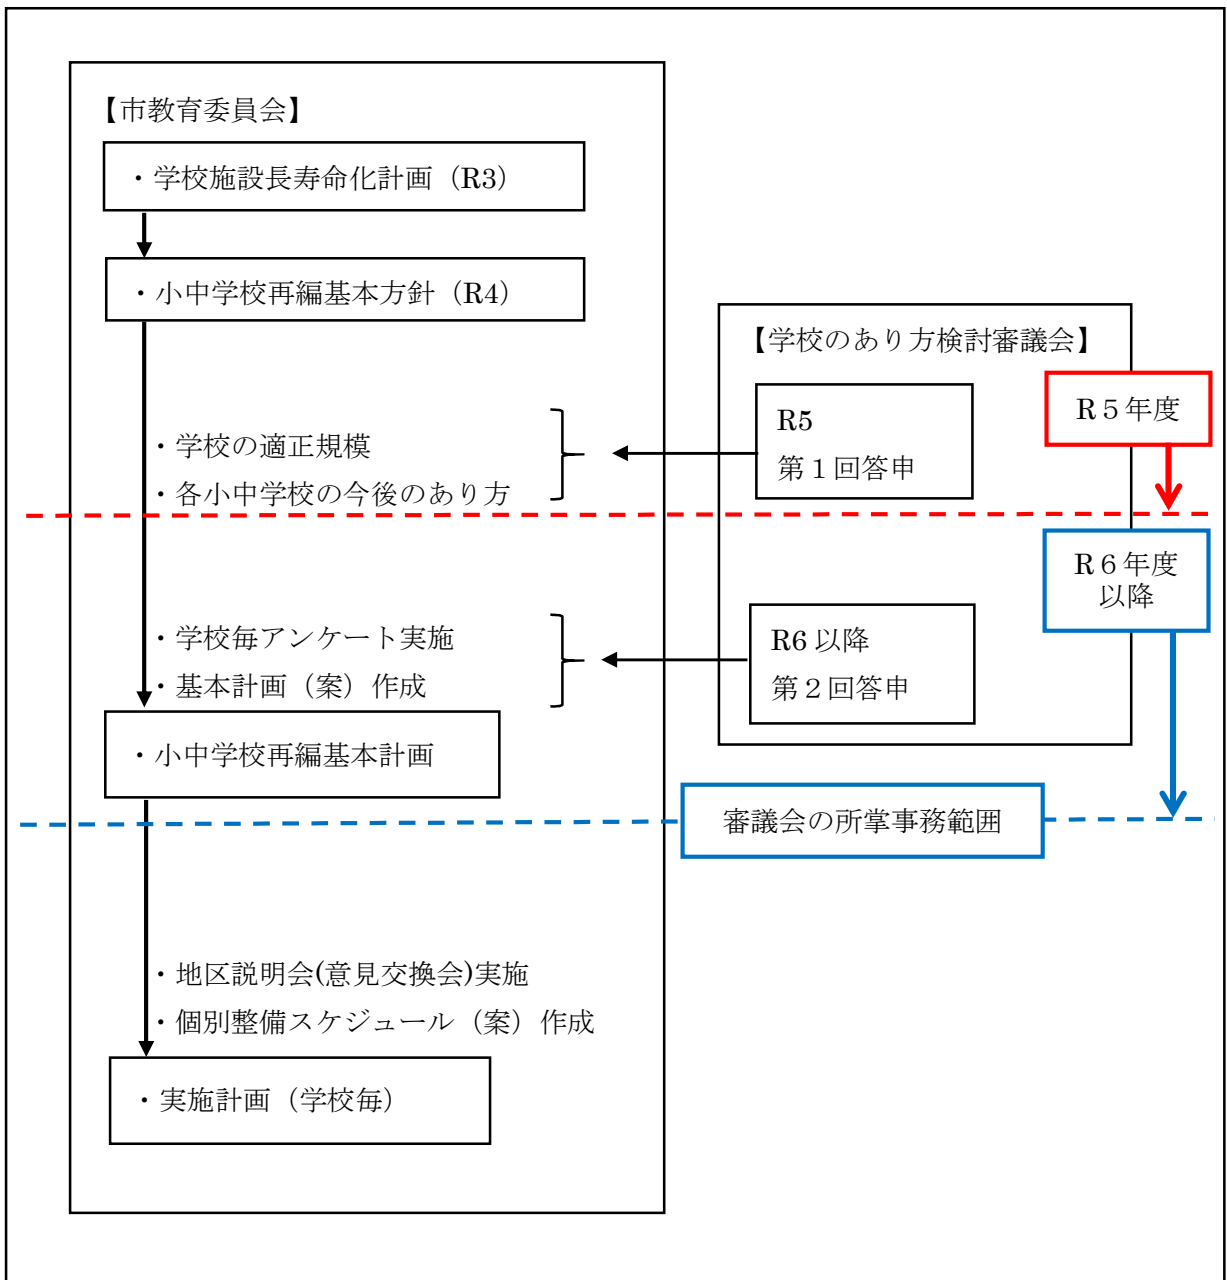 【市教育委員会】
・学校施設長寿命化計画（R3）
・小中学校再編基本方針（R4）
・学校の適正規模
・各小中学校の今後のあり方
・学校毎アンケート実施
・基本計画（案）作成
・小中学校再編基本計画
・地区説明会(意見交換会)実施
・個別整備スケジュール（案）作成
・実施計画（学校毎）
【学校のあり方検討審議会】
R5
第１回答申
R6 以降
第２回答申
R５年度
R６年度
以降
審議会の所掌事務範囲